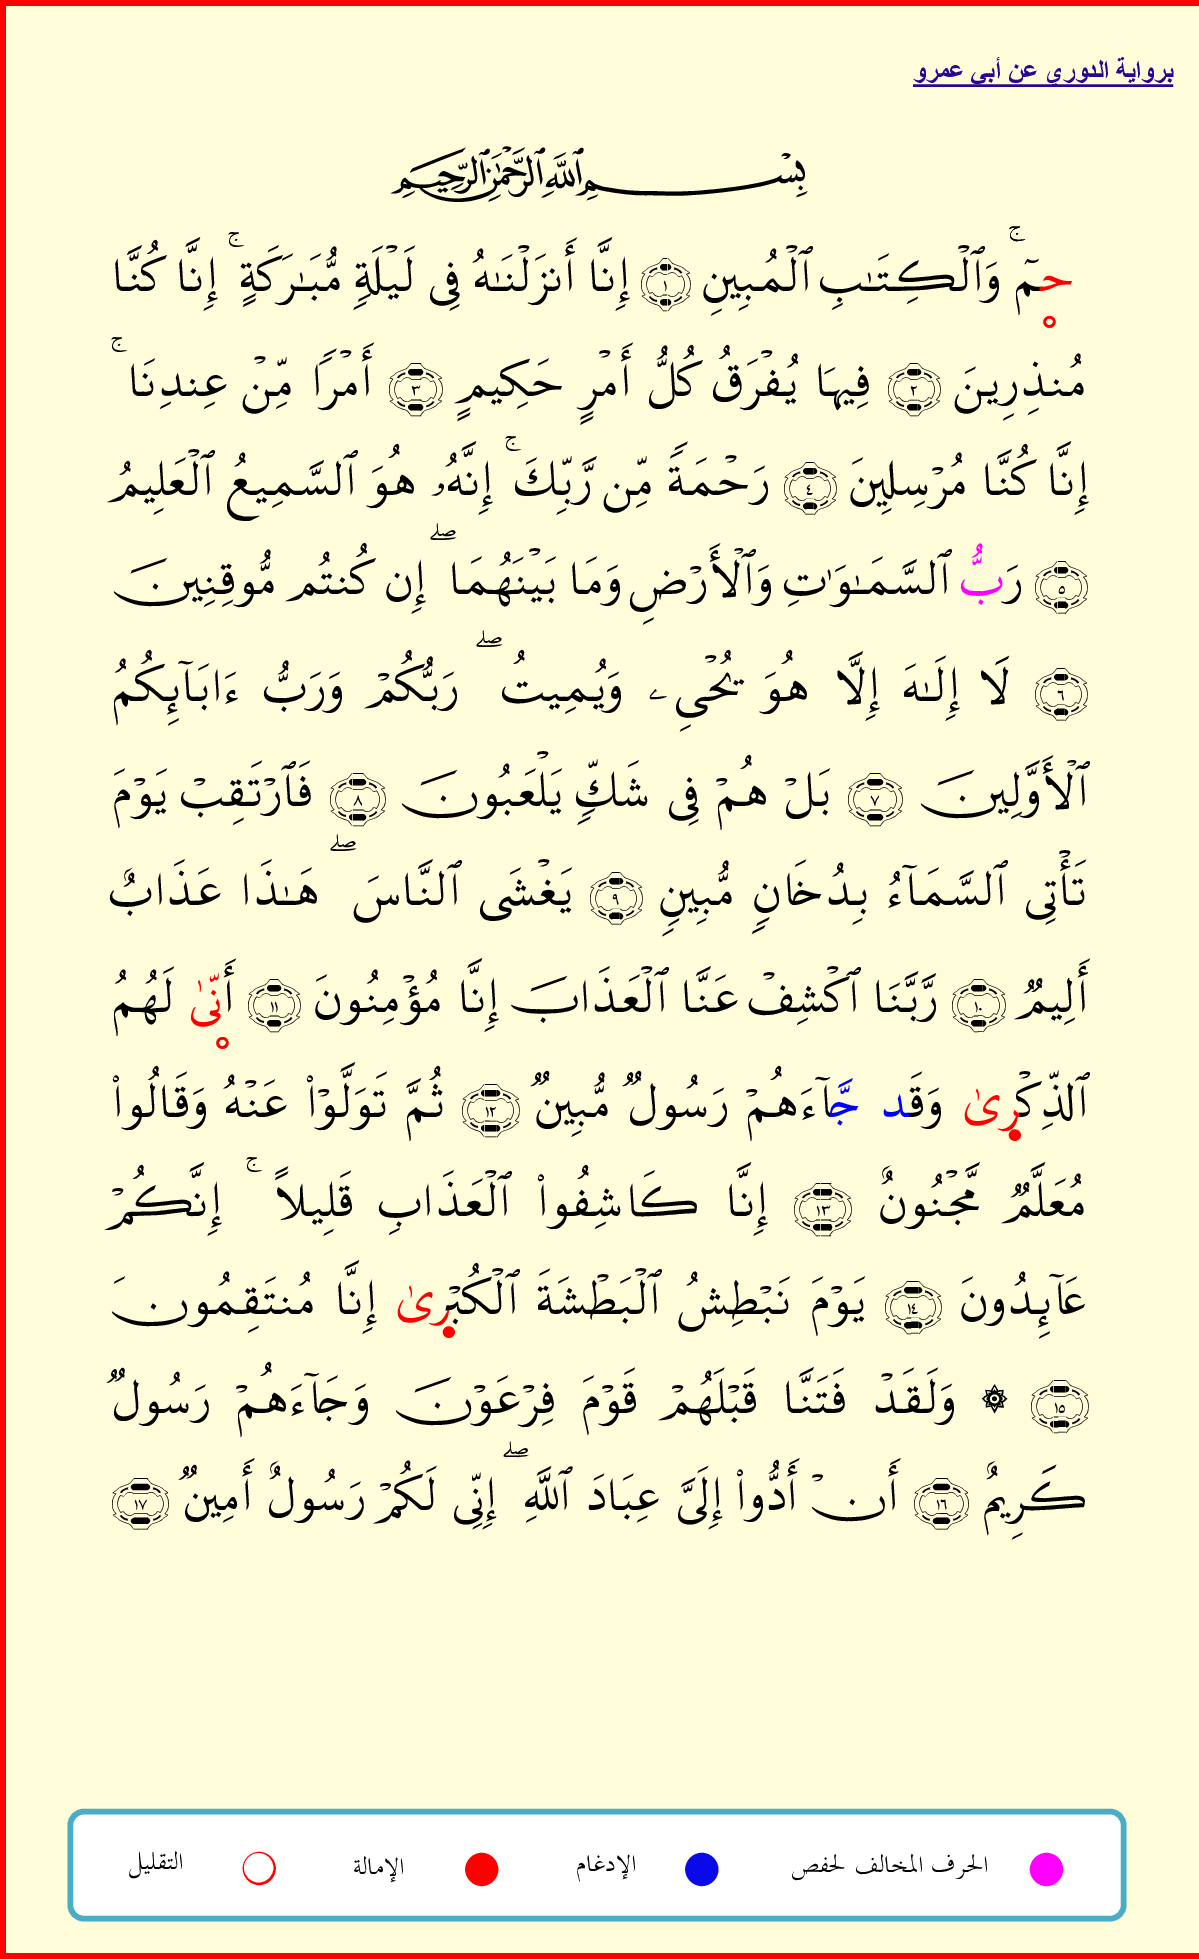 برواية الدوري عن أبي عمرو
بِسْمِ ٱللَّهِ ٱلرَّحْمَٰنِ ٱلرَّحِيمِ
حمٓ ۚ وَٱلْكِتَٰبِ ٱلْمُبِينِ ١ إِنَّا أَنزَلْنَٰهُ فِي لَيْلَةٍ مُّبَٰرَكَةٍ ۚ إِنَّا كُنَّا
مُنذِرِينَ ٢ فِيهَا يُفْرَقُ كُلُّ أَمْرٍ حَكِيمٍ ٣ أَمْرًا مِّنْ عِندِنَا ۚ
إِنَّا كُنَّا مُرْسِلِينَ ٤ رَحْمَةً مِّن رَّبِّكَ ۚ إِنَّهُۥ هُوَ ٱلسَّمِيعُ ٱلْعَلِيمُ
٥ رَبُّ ٱلسَّمَٰوَٰتِ وَٱلْأَرْضِ وَمَا بَيْنَهُمَا ۖ إِن كُنتُم مُّوقِنِينَ
٦ لَا إِلَٰهَ إِلَّا هُوَ يُحْيِۦ وَيُمِيتُ ۖ رَبُّكُمْ وَرَبُّ ءَابَآئِكُمُ
ٱلْأَوَّلِينَ ٧ بَلْ هُمْ فِي شَكٍّ يَلْعَبُونَ ٨ فَٱرْتَقِبْ يَوْمَ
تَأْتِي ٱلسَّمَآءُ بِدُخَانٍ مُّبِينٍ ٩ يَغْشَى ٱلنَّاسَ ۖ هَٰذَا عَذَابٌ
أَلِيمٌ ١٠ رَّبَّنَا ٱكْشِفْ عَنَّا ٱلْعَذَابَ إِنَّا مُؤْمِنُونَ ١١ أَنّىٰ لَهُمُ
ٱلذِّكْرىٰ وَقَد جَّآءَهُمْ رَسُولٌ مُّبِينٌ ١٢ ثُمَّ تَوَلَّوْا۟ عَنْهُ وَقَالُوا۟
مُعَلَّمٌ مَّجْنُونٌ ١٣ إِنَّا كَاشِفُوا۟ ٱلْعَذَابِ قَلِيلًا ۚ إِنَّكُمْ
عَآئِدُونَ ١٤ يَوْمَ نَبْطِشُ ٱلْبَطْشَةَ ٱلْكُبْرىٰ إِنَّا مُنتَقِمُونَ
١٥ ۞ وَلَقَدْ فَتَنَّا قَبْلَهُمْ قَوْمَ فِرْعَوْنَ وَجَآءَهُمْ رَسُولٌ
كَرِيمٌ ١٦ أَنْ أَدُّوا۟ إِلَىَّ عِبَادَ ٱللَّهِ ۖ إِنِّي لَكُمْ رَسُولٌ أَمِينٌ ١٧
الحرف المخالف لحفص الإدغام الإمالة التقليل